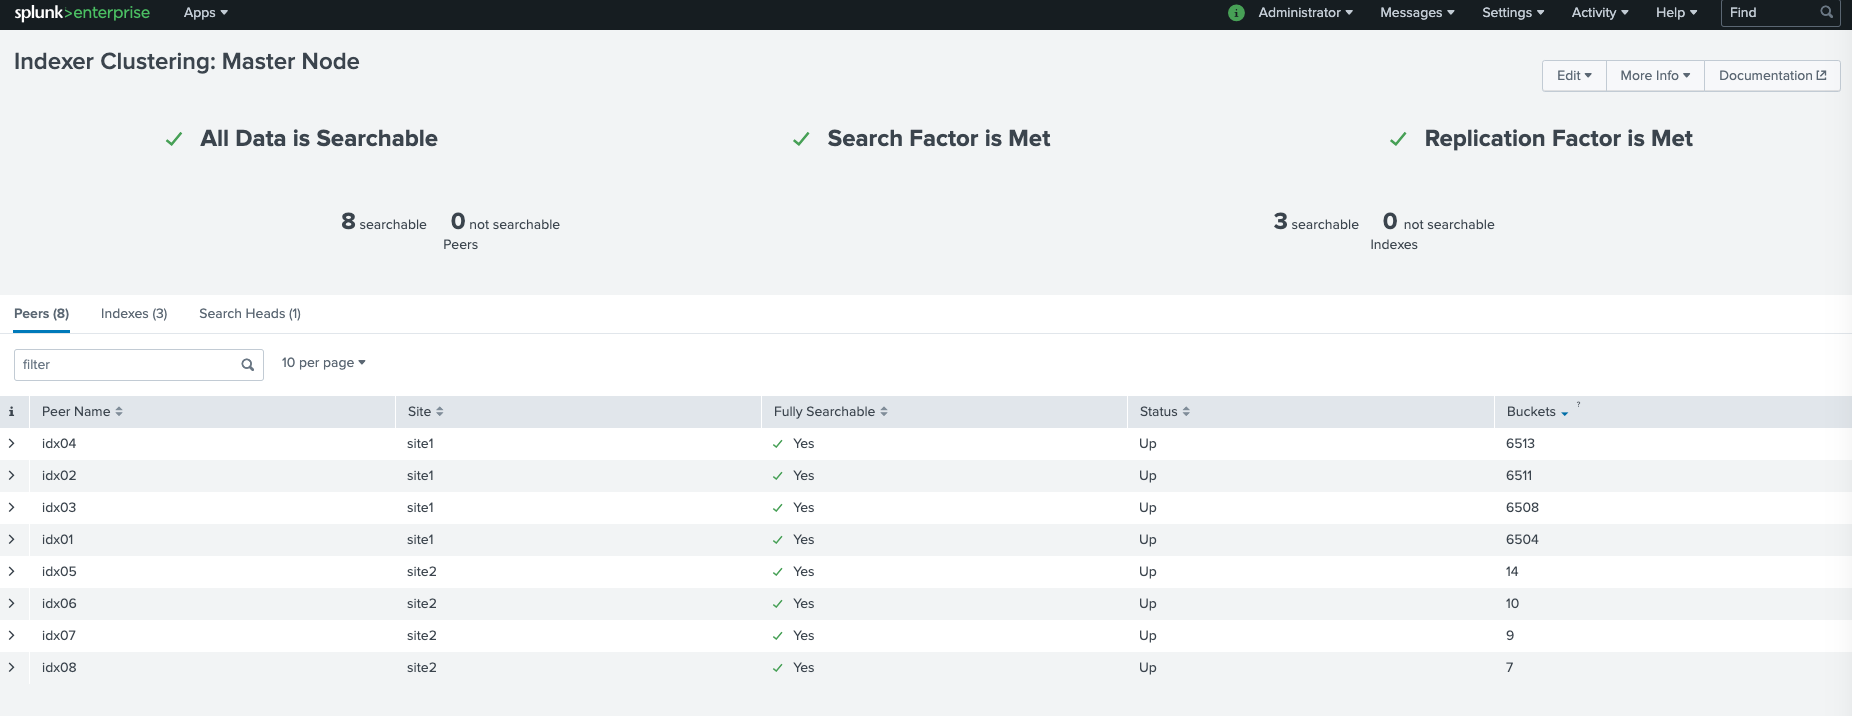 splunk>enterprise Apps Administrator Messages Settings Activity Help Find
Indexer Clustering: Master Node
Edit More Info Documentation
All Data is Searchable Search Factor is Met Replication Factor is Met
8 searchable 0 not searchable 3 searchable 0 not searchable
Peers Indexes
Peers (8) Indexes (3) Search Heads (1)
filter 10 per page
i Peer Name Site Fully Searchable Status Buckets ?
idx04 site1 Yes Up 6513
idx02 site1 Yes Up 6511
idx03 site1 Yes Up 6508
idx01 site1 Yes Up 6504
idx05 site2 Yes Up 14
idx06 site2 Yes Up 10
idx07 site2 Yes Up 9
idx08 site2 Yes Up 7